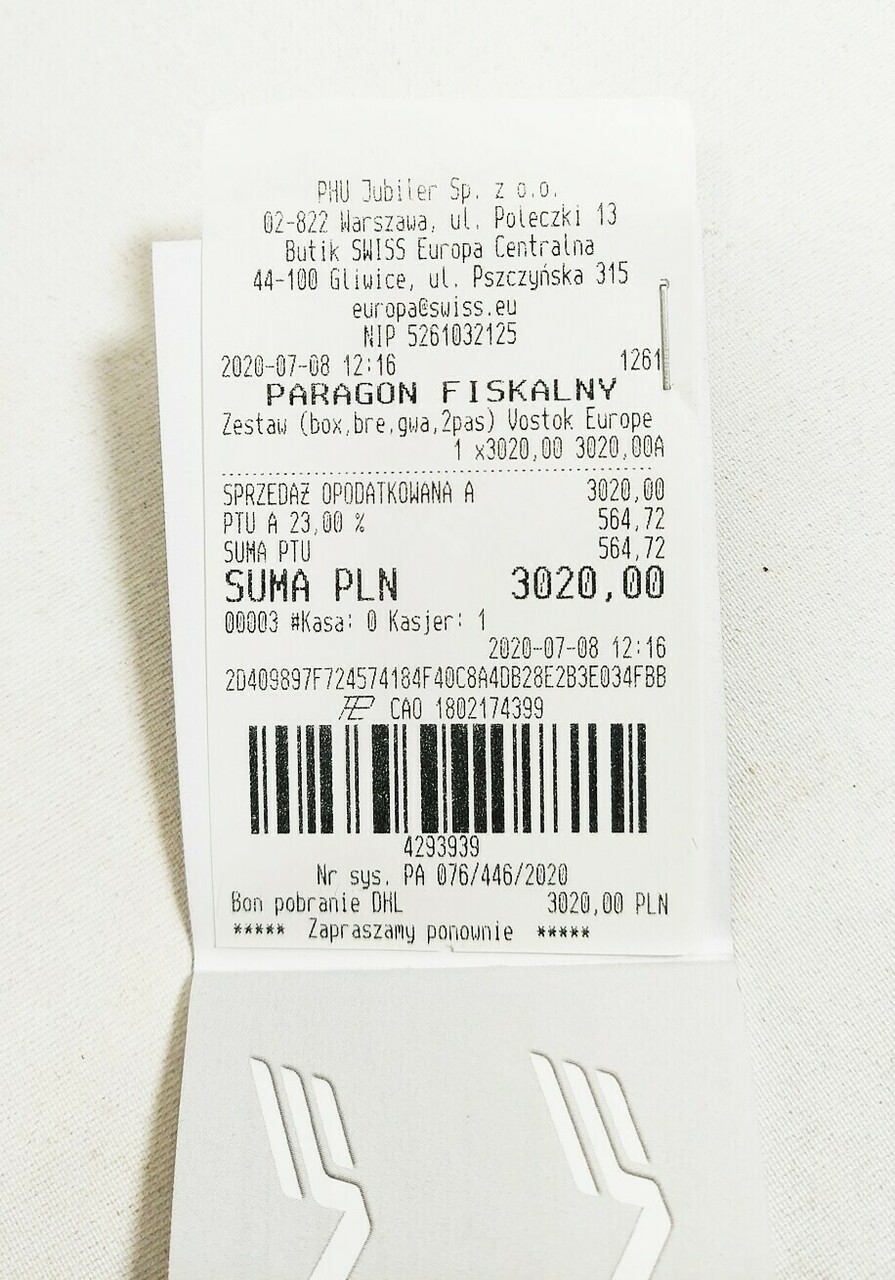 PHU Jubiler Sp. z o.o.
02-822 Warszawa, ul. Poleczki 13
Butik SWISS Europa Centralna
44-100 Gliwice, ul. Pszczyńska 315
europa@swiss.eu
NIP 5261032125
2020-07-08 12:16 1261
PARAGON FISKALNY
Zestaw (box,bre,gwa,2pas) Vostok Europe
1 x3020,00 3020,00A
SPRZEDAŻ OPODATKOWANA A 3020,00
PTU A 23,00 % 564,72
SUMA PTU 564,72
SUMA PLN 3020,00
00003 #Kasa: 0 Kasjer: 1
2020-07-08 12:16
2D409897F724574184F40C8A4DB28E2B3E034FBB
CAO 1802174399
4293939
Nr sys. PA 076/446/2020
Bon pobranie DHL 3020,00 PLN
***** Zapraszamy ponownie *****